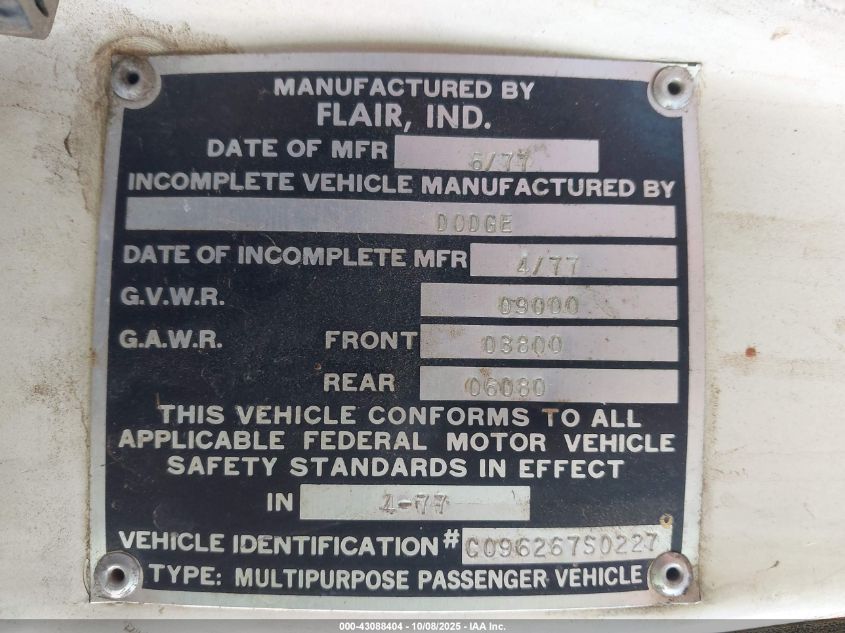 MANUFACTURED BY
FLAIR, IND.
DATE OF MFR 6/77
INCOMPLETE VEHICLE MANUFACTURED BY
DODGE
DATE OF INCOMPLETE MFR 4/77
G.V.W.R. 09000
G.A.W.R. FRONT 03800
REAR 06080
THIS VEHICLE CONFORMS TO ALL
APPLICABLE FEDERAL MOTOR VEHICLE
SAFETY STANDARDS IN EFFECT
IN 4-77
VEHICLE IDENTIFICATION # C096267S0227
TYPE: MULTIPURPOSE PASSENGER VEHICLE
000-43088404 - 10/08/2025 - IAA Inc.